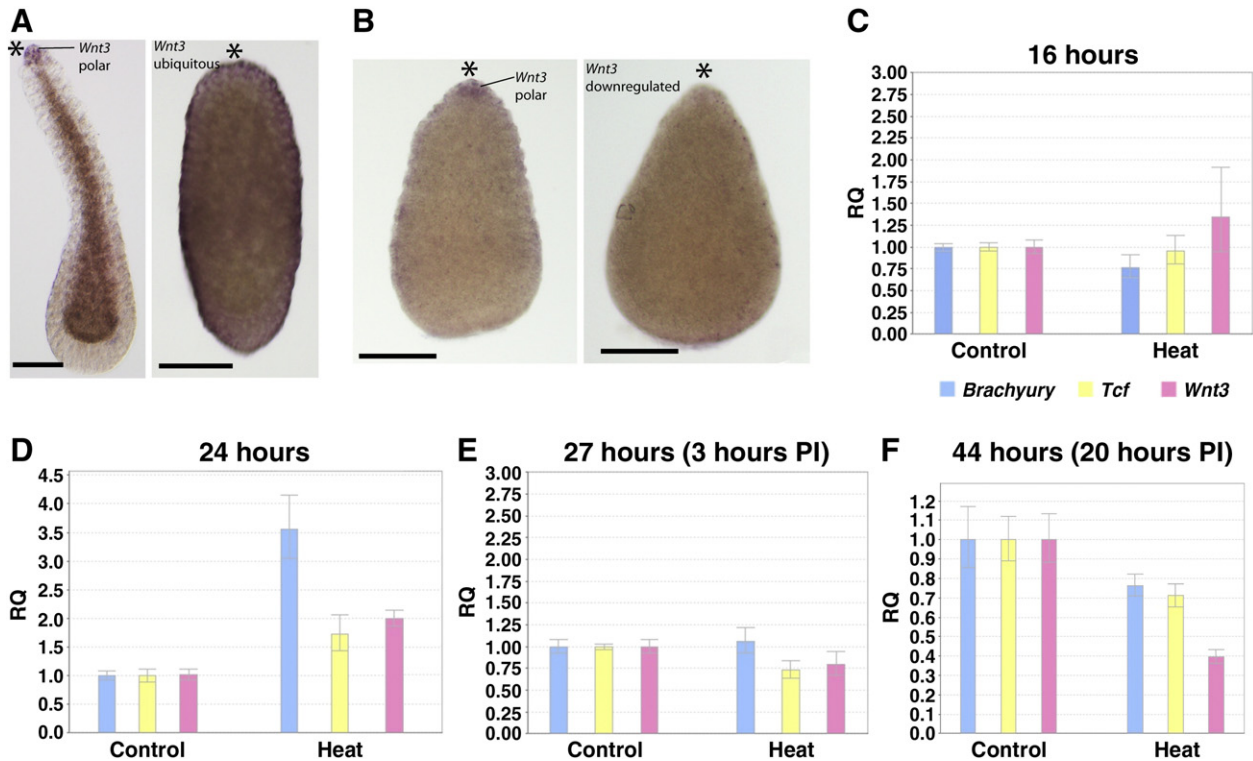 A
*
Wnt3
polar
Wnt3
ubiquitous
*
B
*
Wnt3
polar
Wnt3
downregulated
*
C
16 hours
3.00
2.75
2.50
2.25
2.00
1.75
1.50
1.25
1.00
0.75
0.50
0.25
0.00
RQ
Control Heat
Brachyury Tcf Wnt3
D
24 hours
4.5
4.0
3.5
3.0
2.5
2.0
1.5
1.0
0.5
0.0
RQ
Control Heat
E
27 hours (3 hours PI)
3.00
2.75
2.50
2.25
2.00
1.75
1.50
1.25
1.00
0.75
0.50
0.25
0.00
RQ
Control Heat
F
44 hours (20 hours PI)
1.2
1.1
1.0
0.9
0.8
0.7
0.6
0.5
0.4
0.3
0.2
0.1
0.0
RQ
Control Heat